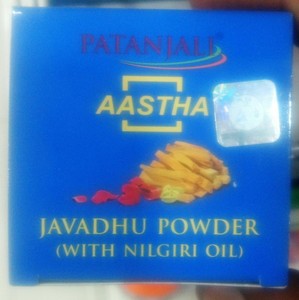 PATANJALI
AASTHA
JAVADHU POWDER
(WITH NILGIRI OIL)